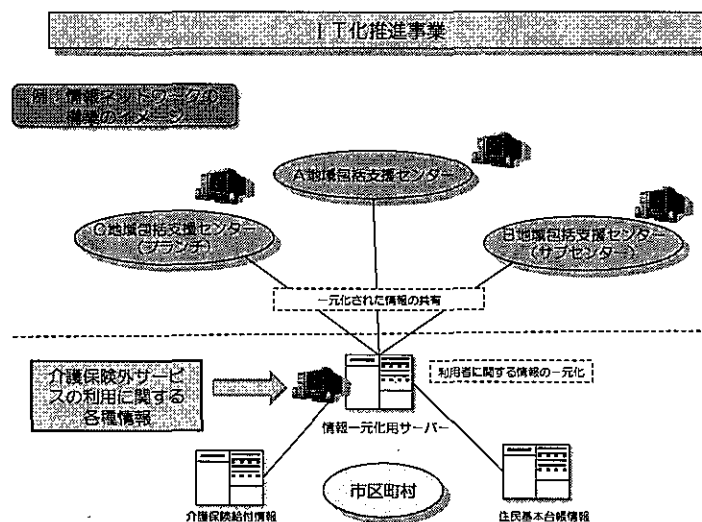 IT化推進事業
例：情報ネットワークの
構築のイメージ
A地域包括支援センター
C地域包括支援センター
（ブランチ）
B地域包括支援センター
（サブセンター）
一元化された情報の共有
介護保険外サービ
スの利用に関する
各種情報
利用者に関する情報の一元化
情報一元化用サーバー
介護保険給付情報
市区町村
住民基本台帳情報